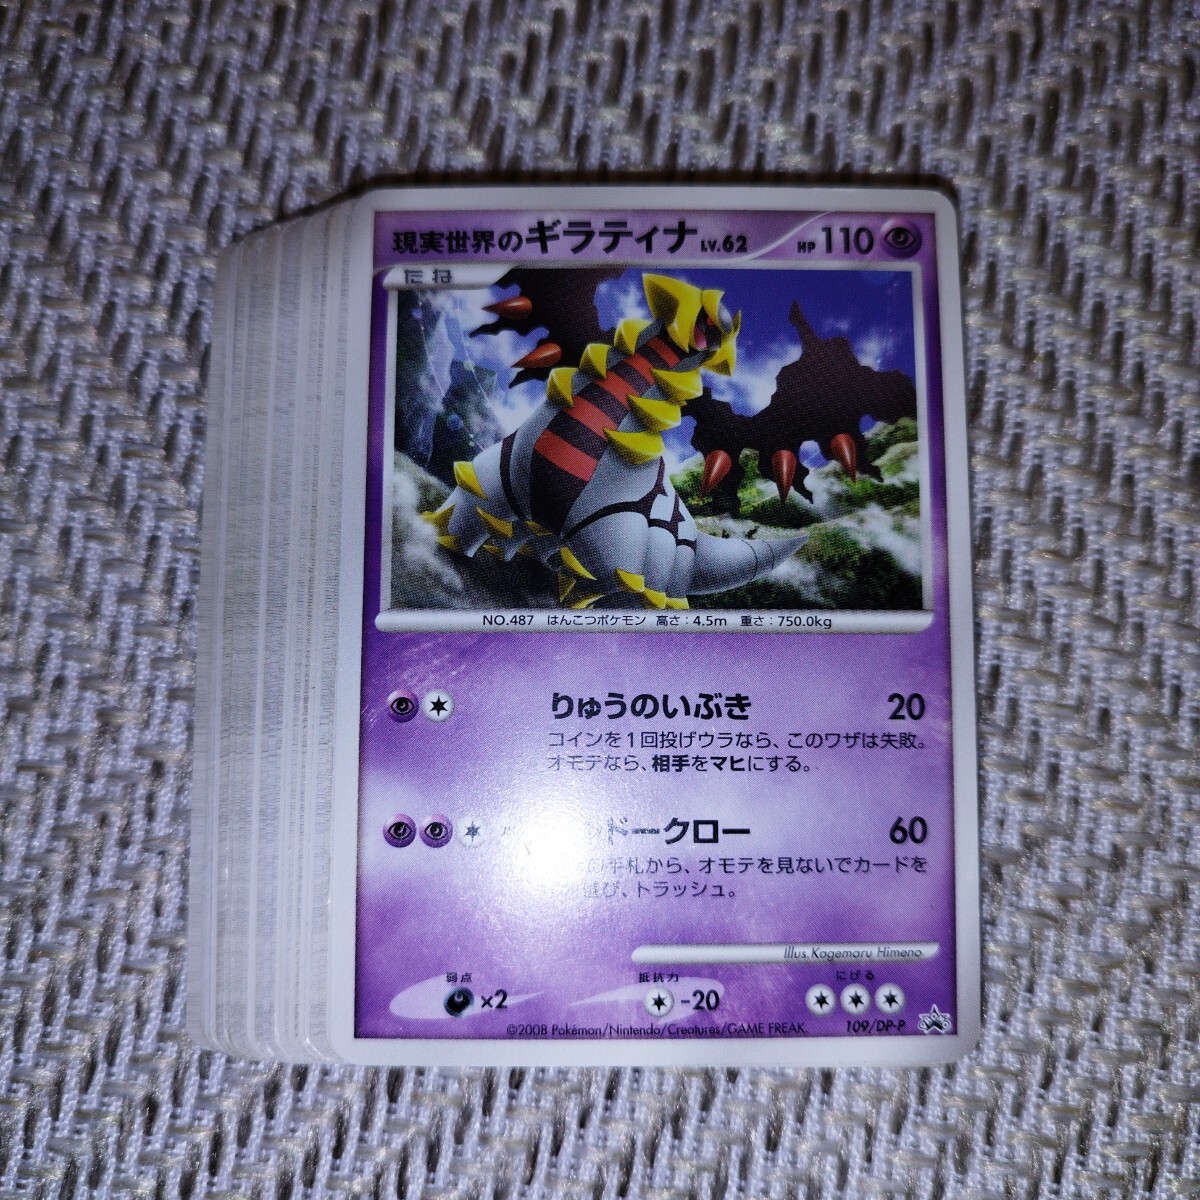 現実世界のギラティナ LV.62 HP 110
たね
NO.487 はんこつポケモン 高さ：4.5m 重さ：750.0kg
りゅうのいぶき 20
コインを1回投げウラなら、このワザは失敗。
オモテなら、相手をマヒにする。
ドークロー 60
の手札から、オモテを見ないでカードを
選び、トラッシュ。
Illus.Kagemaru Himeno
弱点 抵抗力 にげる
×2 -20
©2008 Pokémon/Nintendo/Creatures/GAME FREAK. 109/DP-P